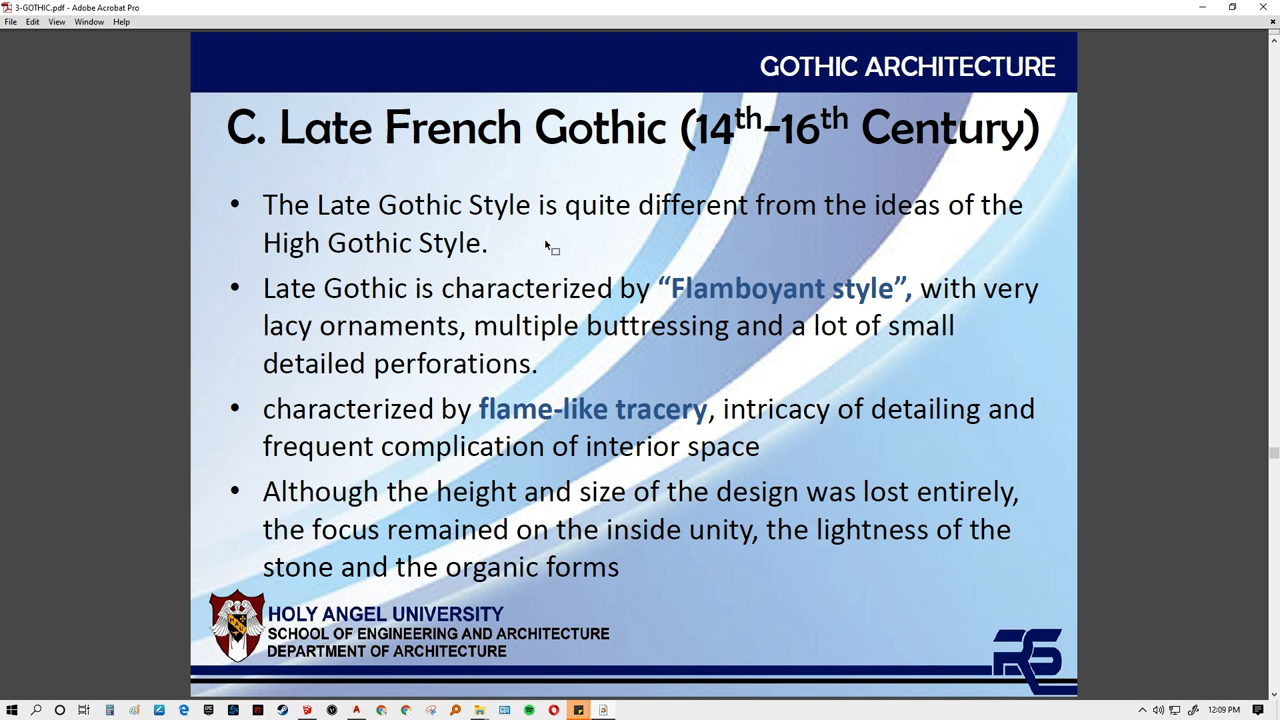 3-GOTHIC.pdf - Adobe Acrobat Pro
File Edit View Window Help
GOTHIC ARCHITECTURE
C. Late French Gothic (14th-16th Century)
• The Late Gothic Style is quite different from the ideas of the
High Gothic Style.
• Late Gothic is characterized by “Flamboyant style”, with very
lacy ornaments, multiple buttressing and a lot of small
detailed perforations.
• characterized by flame-like tracery, intricacy of detailing and
frequent complication of interior space
• Although the height and size of the design was lost entirely,
the focus remained on the inside unity, the lightness of the
stone and the organic forms
HOLY ANGEL UNIVERSITY
SCHOOL OF ENGINEERING AND ARCHITECTURE
DEPARTMENT OF ARCHITECTURE
RS
12:09 PM